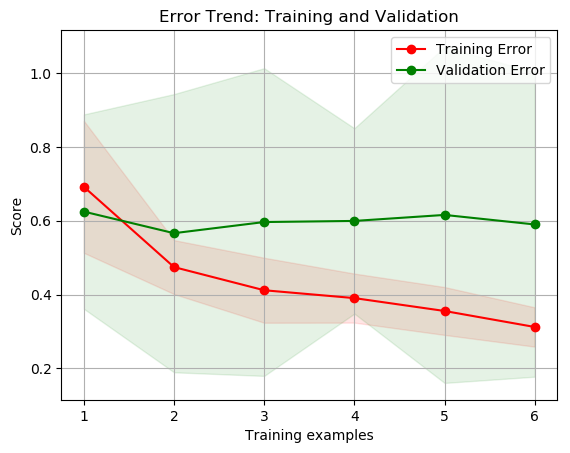 Error Trend: Training and Validation
Training Error
Validation Error
Score
1.0
0.8
0.6
0.4
0.2
1 2 3 4 5 6
Training examples